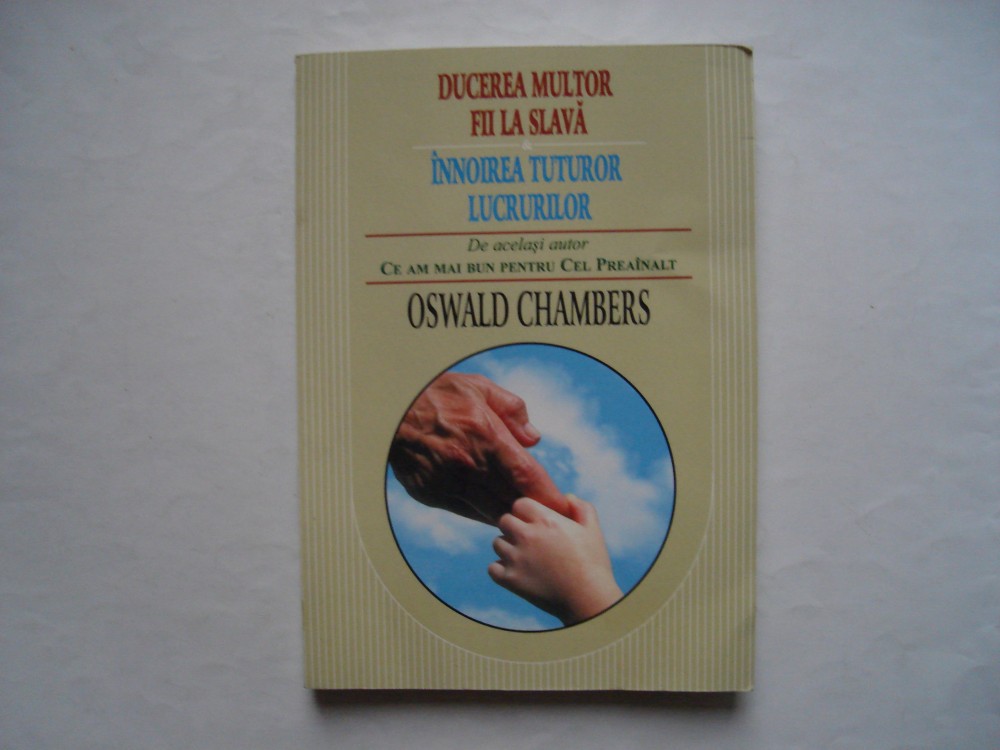 DUCEREA MULTOR
FII LA SLAVĂ
&
ÎNNOIREA TUTUROR
LUCRURILOR
De același autor
CE AM MAI BUN PENTRU CEL PREAÎNALT
OSWALD CHAMBERS